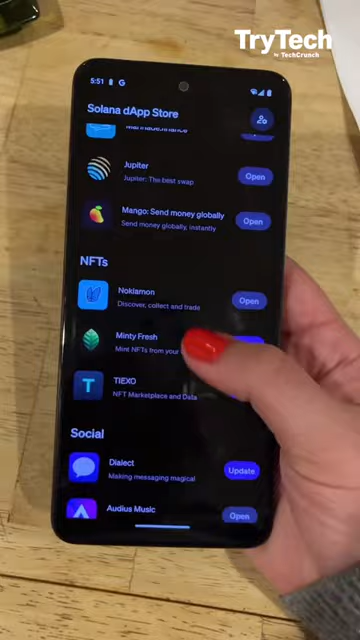 TryTech
by TechCrunch
5:51 G
Solana dApp Store
Jupiter
Jupiter: The best swap
Open
Mango: Send money globally
Send money globally, instantly
Open
NFTs
Nokiamon
Discover, collect and trade
Open
Minty Fresh
Mint NFTs from your
T
TIEXO
NFT Marketplace and Data
Social
Dialect
Making messaging magical
Update
Audius Music
Open